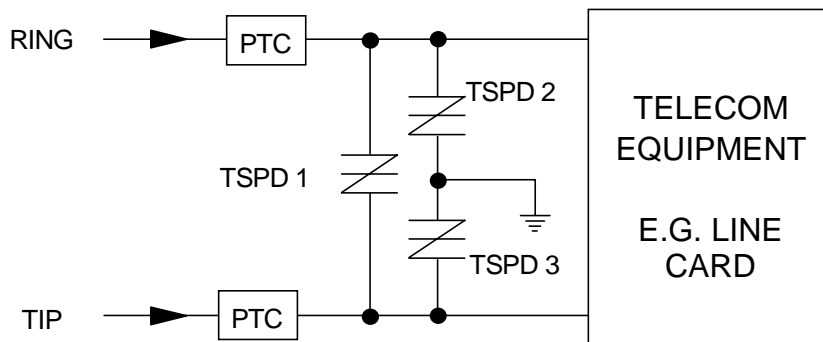 RING
PTC
TSPD 2
TSPD 1
TSPD 3
TIP
PTC
TELECOM
EQUIPMENT
E.G. LINE
CARD